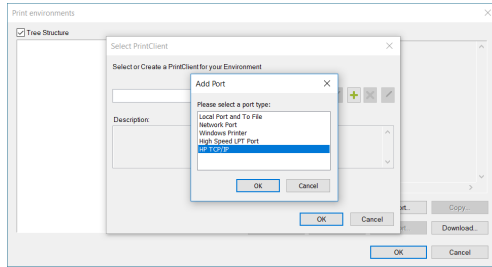 Print environments
Tree Structure
Select PrintClient
Select or Create a PrintClient for your Environment
Add Port
Please select a port type:
Local Port and To File
Network Port
Windows Printer
High Speed LPT Port
HP TCP/IP
Description:
OK
Cancel
OK
Cancel
Copy...
Download...
OK
Cancel